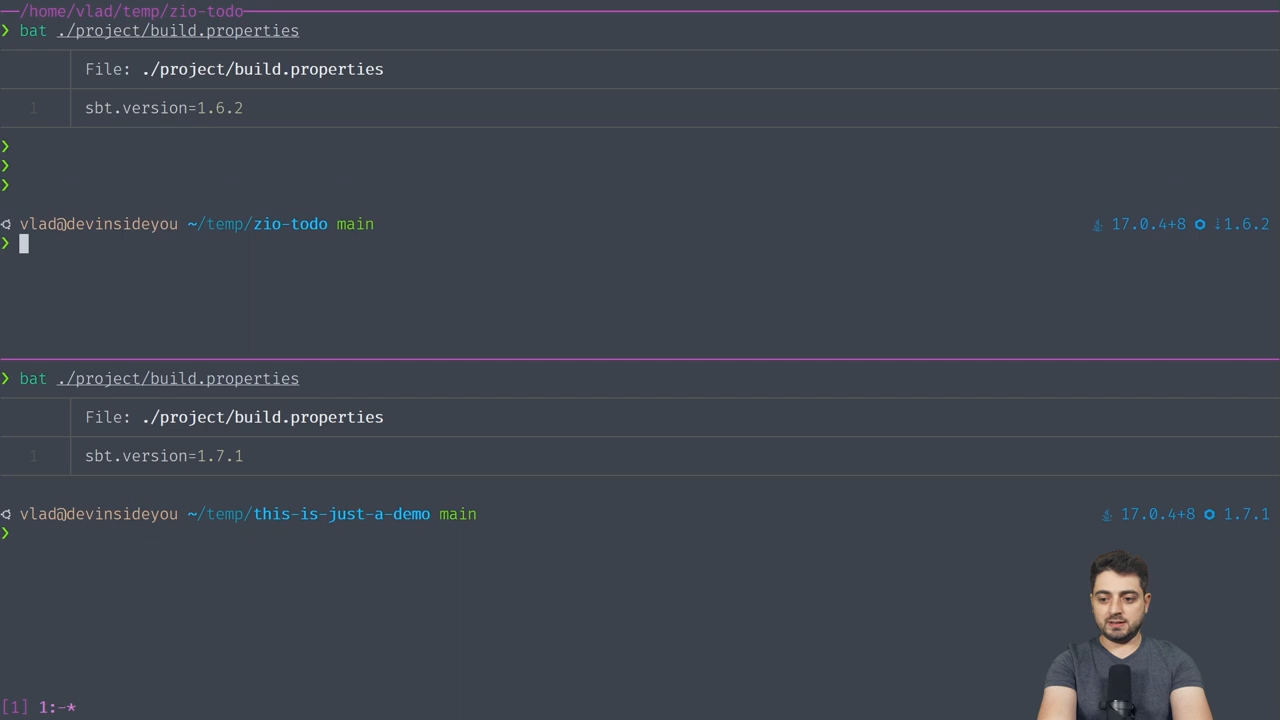 /home/vlad/temp/zio-todo
❯ bat ./project/build.properties
File: ./project/build.properties
1 sbt.version=1.6.2
❯
❯
❯
vlad@devinsideyou ~/temp/zio-todo main 17.0.4+8 ⇣1.6.2
❯
❯ bat ./project/build.properties
File: ./project/build.properties
1 sbt.version=1.7.1
vlad@devinsideyou ~/temp/this-is-just-a-demo main 17.0.4+8 1.7.1
❯
[1] 1:-*